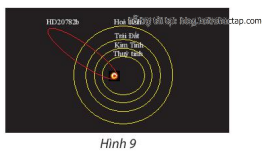 HD20782b
Hoả tinh
Trái Đất
Kim Tinh
Thuỷ tinh
Hình 9